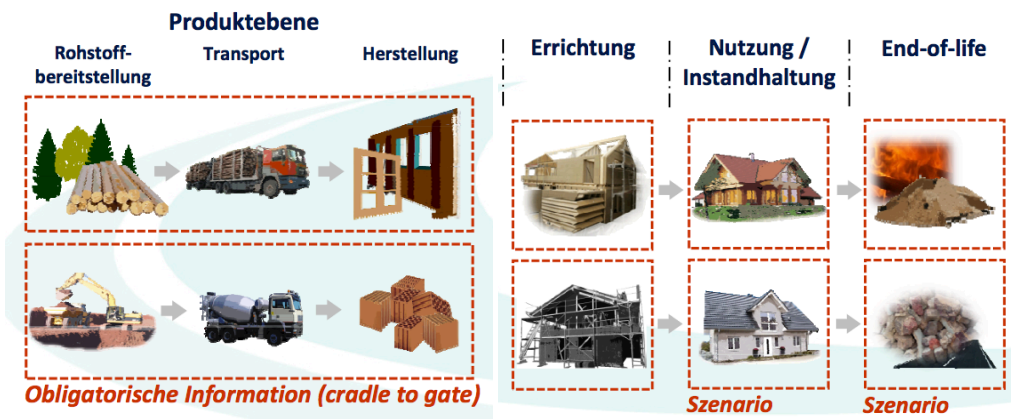 Produktebene
Rohstoff-
bereitstellung
Transport
Herstellung
Errichtung
Nutzung /
Instandhaltung
End-of-life
Obligatorische Information (cradle to gate)
Szenario
Szenario